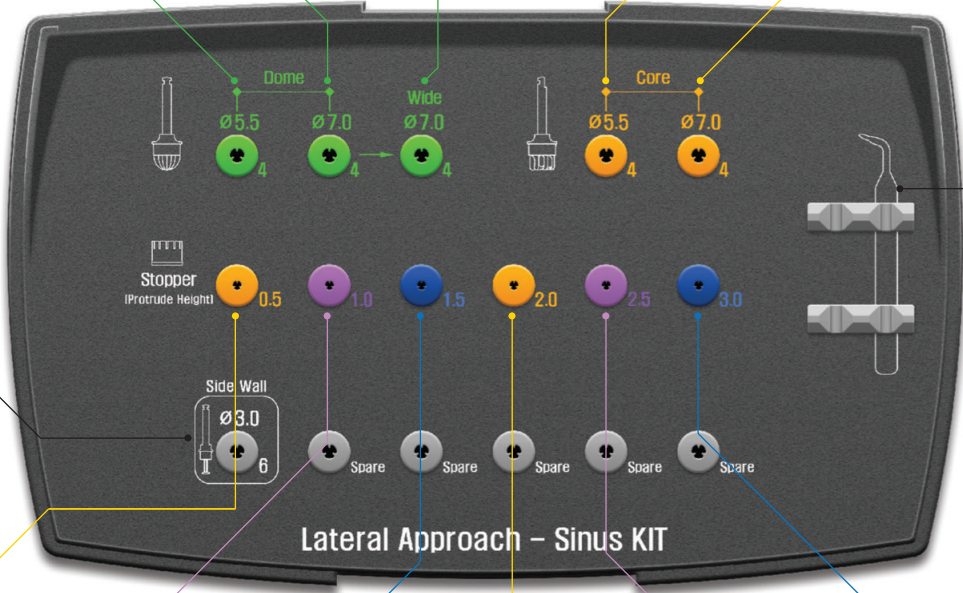 Dome
Core
Wide
Ø5.5
Ø7.0
Ø7.0
Ø5.5
Ø7.0
4
4
4
4
4
Stopper
(Protrude Height)
0.5
1.0
1.5
2.0
2.5
3.0
Side Wall
Ø3.0
6
Spare
Spare
Spare
Spare
Spare
Lateral Approach – Sinus KIT